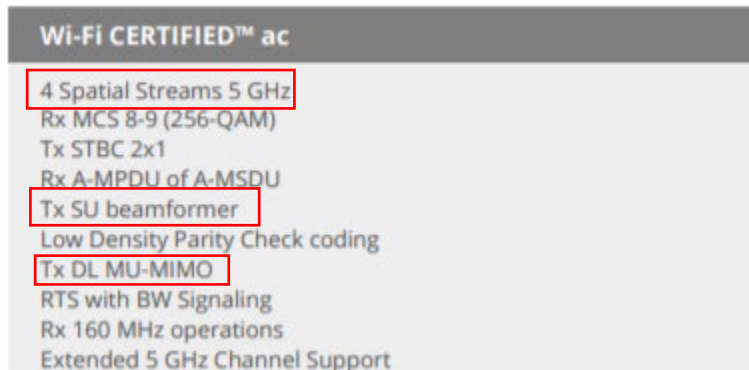 Wi-Fi CERTIFIED™ ac
4 Spatial Streams 5 GHz
Rx MCS 8-9 (256-QAM)
Tx STBC 2x1
Rx A-MPDU of A-MSDU
Tx SU beamformer
Low Density Parity Check coding
Tx DL MU-MIMO
RTS with BW Signaling
Rx 160 MHz operations
Extended 5 GHz Channel Support